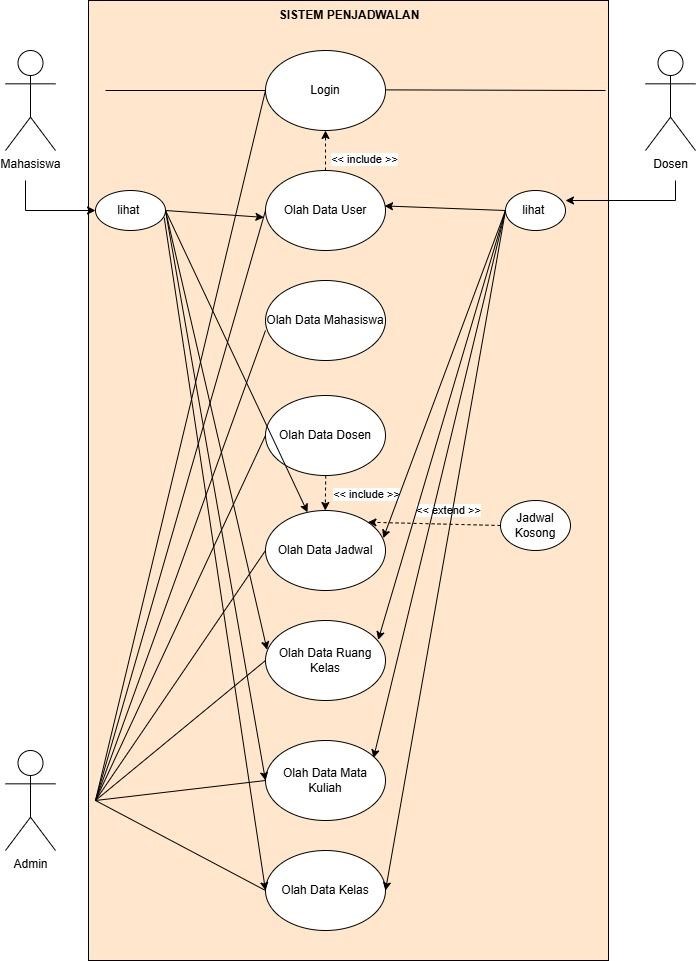 SISTEM PENJADWALAN
Login
Mahasiswa
Dosen
<< include >>
lihat
Olah Data User
lihat
Olah Data Mahasiswa
Olah Data Dosen
<< include >>
<< extend >>
Jadwal
Kosong
Olah Data Jadwal
Olah Data Ruang
Kelas
Olah Data Mata
Kuliah
Admin
Olah Data Kelas